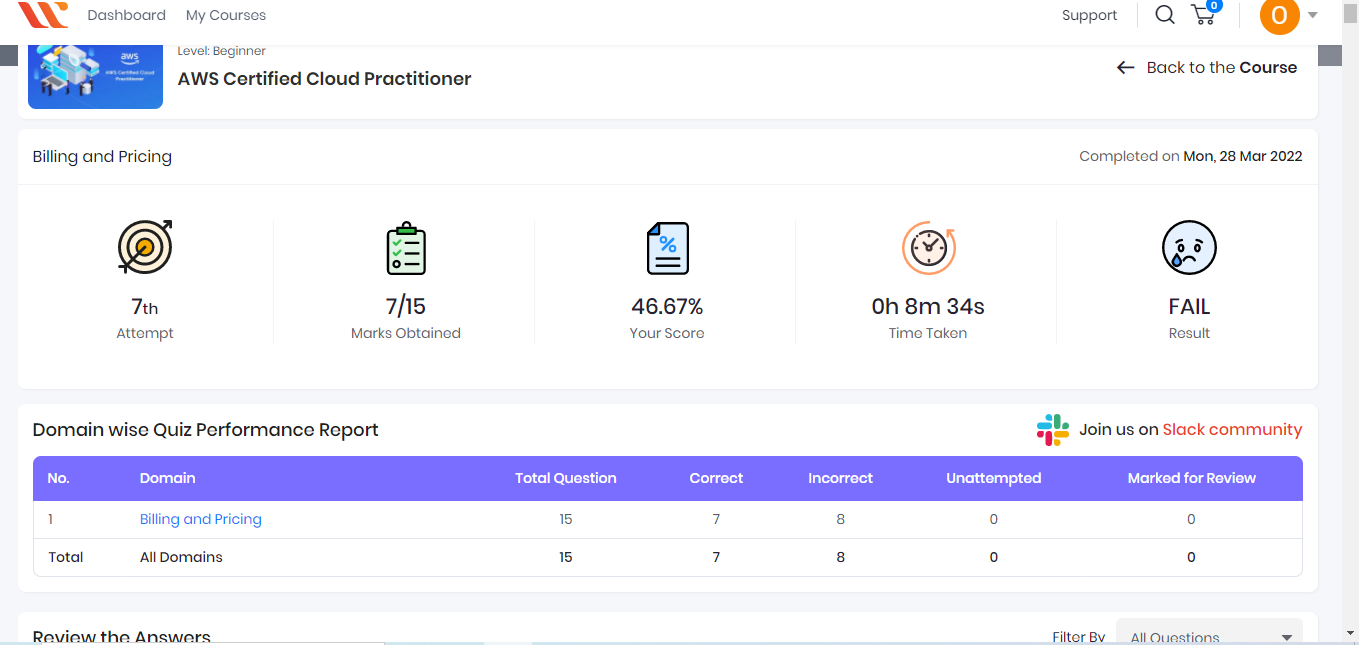 Dashboard My Courses Support 0 O
Level: Beginner
aws
AWS Certified Cloud
Practitioner
AWS Certified Cloud Practitioner
Back to the Course
Billing and Pricing Completed on Mon, 28 Mar 2022
%
7th 7/15 46.67% 0h 8m 34s FAIL
Attempt Marks Obtained Your Score Time Taken Result
Domain wise Quiz Performance Report Join us on Slack community
No. Domain Total Question Correct Incorrect Unattempted Marked for Review
1 Billing and Pricing 15 7 8 0 0
Total All Domains 15 7 8 0 0
Review the Answers Filter By All Questions